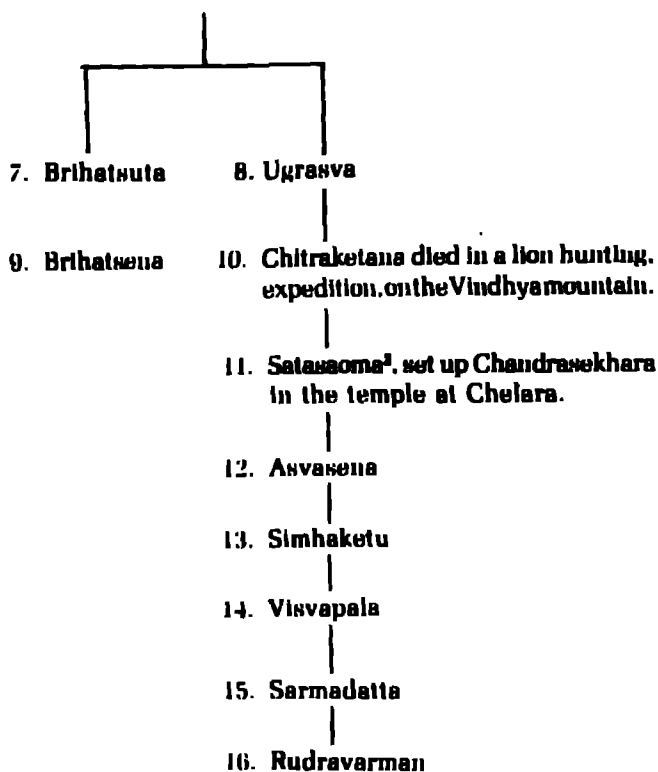 7. Brihatsuta 8. Ugrasva
9. Brihatsena 10. Chitraketana died in a lion hunting.
expedition.on the Vindhya mountain.
11. Satasaoma², set up Chandrasekhara
in the temple at Chelara.
12. Asvasena
13. Simhaketu
14. Visvapala
15. Sarmadatta
16. Rudravarman